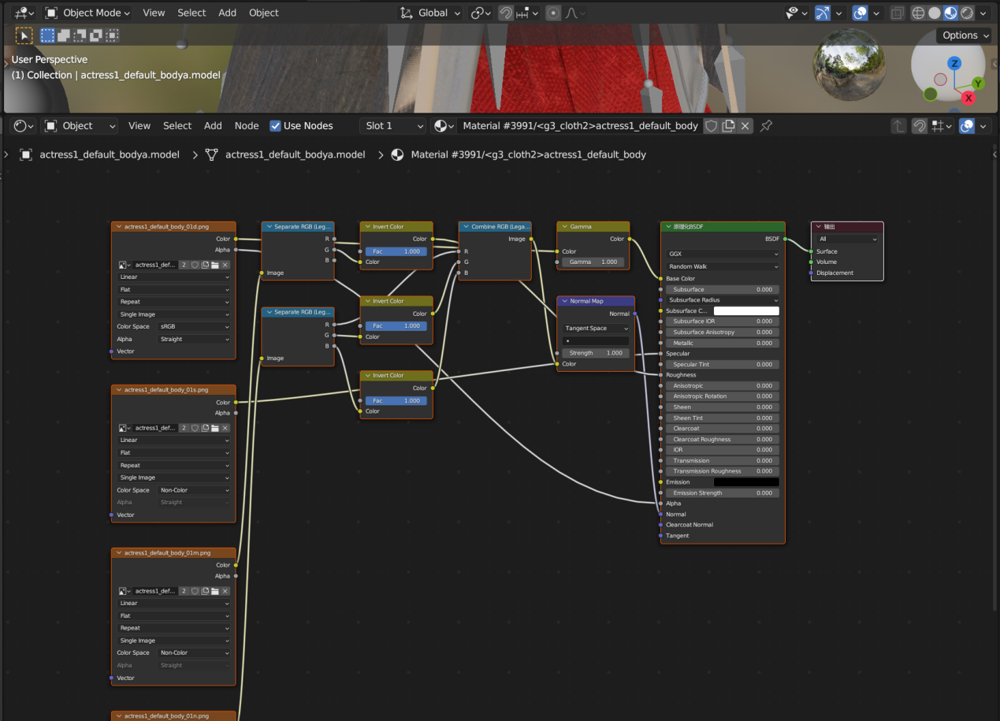 Object Mode View Select Add Object Global
Options
User Perspective
(1) Collection | actress1_default_bodya.model
Z
Y
X
Object View Select Add Node Use Nodes Slot 1 Material #3991/<g3_cloth2>actress1_default_body
actress1_default_bodya.model > actress1_default_bodya.model > Material #3991/<g3_cloth2>actress1_default_body
actress1_default_body_01d.png
Color
Alpha
actress1_def... 2
Linear
Flat
Repeat
Single Image
Color Space sRGB
Alpha Straight
Vector
actress1_default_body_01s.png
Color
Alpha
actress1_def... 2
Linear
Flat
Repeat
Single Image
Color Space Non-Color
Alpha Straight
Vector
actress1_default_body_01m.png
Color
Alpha
actress1_def... 2
Linear
Flat
Repeat
Single Image
Color Space Non-Color
Alpha Straight
Vector
actress1_default_body_01n.png
Separate RGB (Leg...
R
G
B
Image
Separate RGB (Leg...
R
G
B
Image
Invert Color
Color
Fac 1.000
Color
Invert Color
Color
Fac 1.000
Color
Invert Color
Color
Fac 1.000
Color
Combine RGB (Lega...
Image
R
G
B
Gamma
Color
Color
Gamma 1.000
Normal Map
Normal
Tangent Space
Strength 1.000
Color
原理化BSDF
BSDF
GGX
Random Walk
Base Color
Subsurface 0.000
Subsurface Radius
Subsurface C...
Subsurface IOR 0.000
Subsurface Anisotropy 0.000
Metallic 0.000
Specular
Specular Tint 0.000
Roughness
Anisotropic 0.000
Anisotropic Rotation 0.000
Sheen 0.000
Sheen Tint 0.000
Clearcoat 0.000
Clearcoat Roughness 0.000
IOR 0.000
Transmission 0.000
Transmission Roughness 0.000
Emission
Emission Strength 0.000
Alpha
Normal
Clearcoat Normal
Tangent
输出
All
Surface
Volume
Displacement